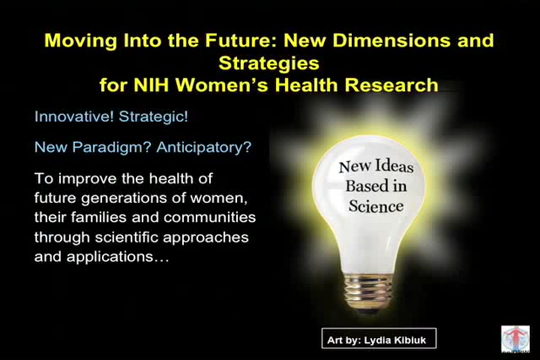 Moving Into the Future: New Dimensions and
Strategies
for NIH Women's Health Research
Innovative! Strategic!
New Paradigm? Anticipatory?
To improve the health of
future generations of women,
their families and communities
through scientific approaches
and applications…
New Ideas
Based in
Science
Art by: Lydia Kibiuk